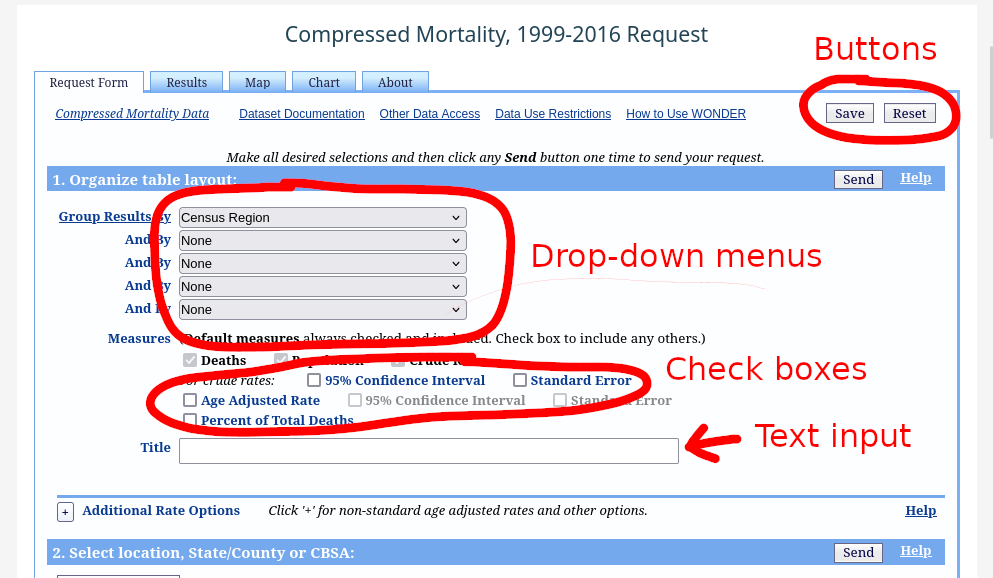 Compressed Mortality, 1999-2016 Request
Buttons
Request Form Results Map Chart About
Compressed Mortality Data Dataset Documentation Other Data Access Data Use Restrictions How to Use WONDER Save Reset
Make all desired selections and then click any Send button one time to send your request.
1. Organize table layout: Send Help
Group Results By Census Region
And By None
And By None
Drop-down menus
And By None
And By None
Measures (Default measures always checked and included. Check box to include any others.)
Deaths Population Crude
Check boxes
For crude rates: 95% Confidence Interval Standard Error
Age Adjusted Rate 95% Confidence Interval Standard Error
Percent of Total Deaths
Text input
Title
+ Additional Rate Options Click '+' for non-standard age adjusted rates and other options. Help
2. Select location, State/County or CBSA: Send Help